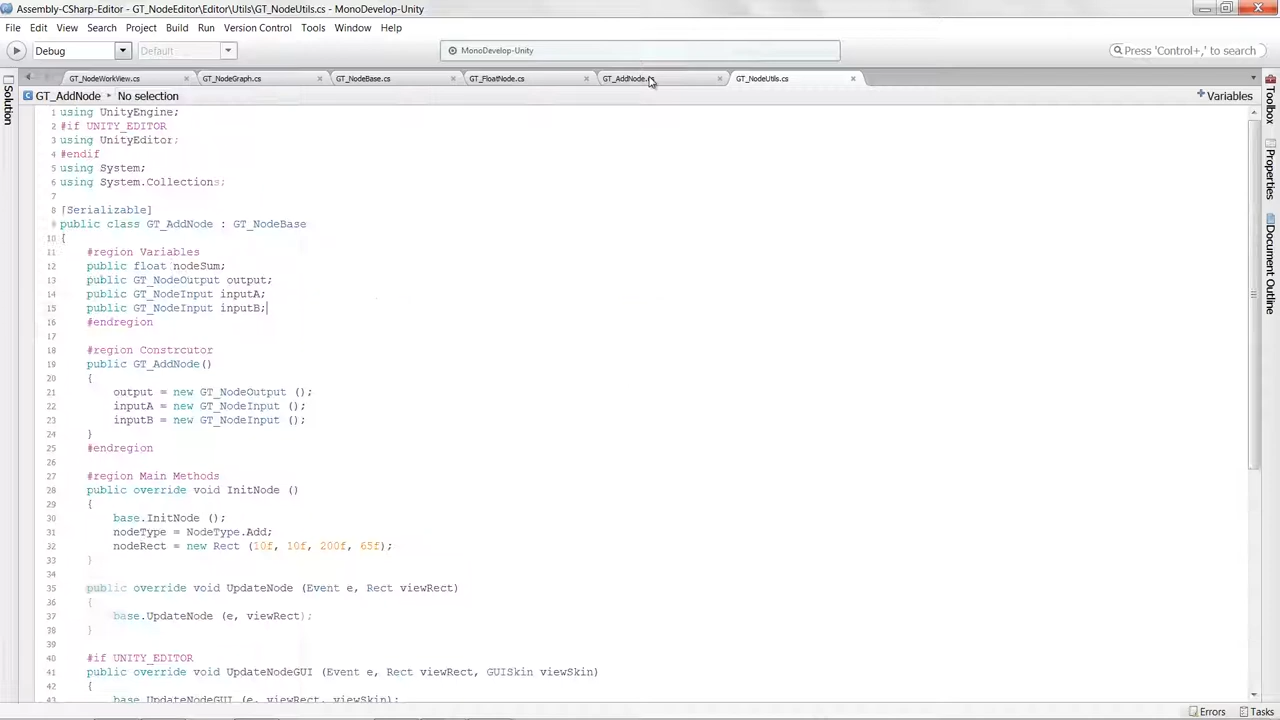 Assembly-CSharp-Editor - GT_NodeEditor\Editor\Utils\GT_NodeUtils.cs - MonoDevelop-Unity
File Edit View Search Project Build Run Version Control Tools Window Help
Debug Default MonoDevelop-Unity Press 'Control+,' to search
GT_NodeWorkView.cs GT_NodeGraph.cs GT_NodeBase.cs GT_FloatNode.cs GT_AddNode.cs GT_NodeUtils.cs
GT_AddNode No selection Variables
Solution
Toolbox
Properties
Document Outline
1 using UnityEngine;
2 #if UNITY_EDITOR
3 using UnityEditor;
4 #endif
5 using System;
6 using System.Collections;
7
8 [Serializable]
9 public class GT_AddNode : GT_NodeBase
10 {
11 #region Variables
12 public float nodeSum;
13 public GT_NodeOutput output;
14 public GT_NodeInput inputA;
15 public GT_NodeInput inputB;
16 #endregion
17
18 #region Constrcutor
19 public GT_AddNode()
20 {
21 output = new GT_NodeOutput ();
22 inputA = new GT_NodeInput ();
23 inputB = new GT_NodeInput ();
24 }
25 #endregion
26
27 #region Main Methods
28 public override void InitNode ()
29 {
30 base.InitNode ();
31 nodeType = NodeType.Add;
32 nodeRect = new Rect (10f, 10f, 200f, 65f);
33 }
34
35 public override void UpdateNode (Event e, Rect viewRect)
36 {
37 base.UpdateNode (e, viewRect);
38 }
39
40 #if UNITY_EDITOR
41 public override void UpdateNodeGUI (Event e, Rect viewRect, GUISkin viewSkin)
42 {
43 base.UpdateNodeGUI (e, viewRect, viewSkin);
Errors Tasks